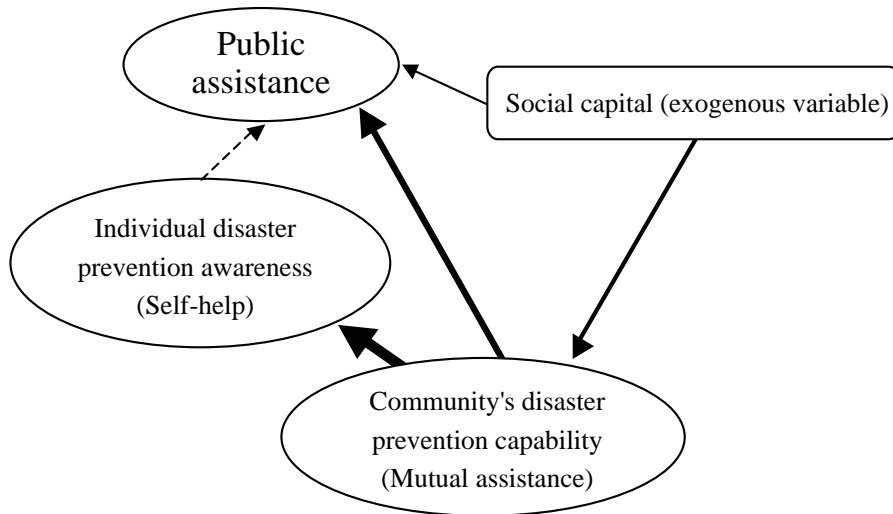 Public
assistance
Social capital (exogenous variable)
Individual disaster
prevention awareness
(Self-help)
Community's disaster
prevention capability
(Mutual assistance)